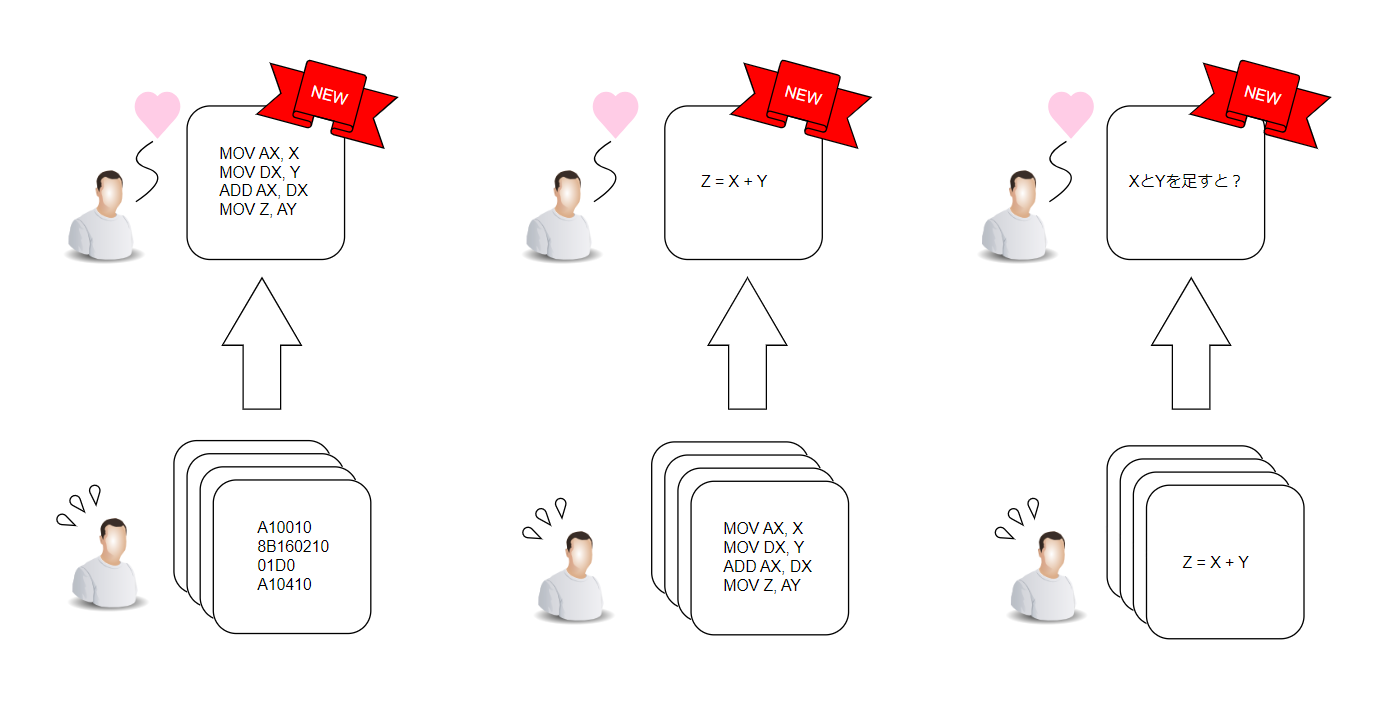 NEW
MOV AX, X
MOV DX, Y
ADD AX, DX
MOV Z, AY
NEW
Z = X + Y
NEW
XとYを足すと？
A10010
8B160210
01D0
A10410
MOV AX, X
MOV DX, Y
ADD AX, DX
MOV Z, AY
Z = X + Y